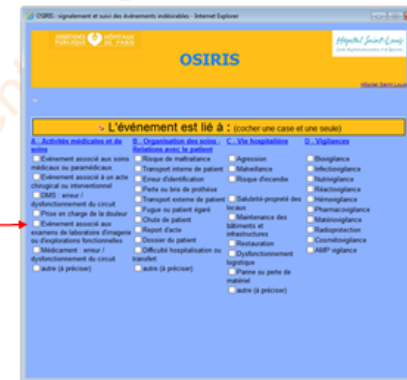 OSIRIS : signalement et suivi des événements indésirables - Internet Explorer
ASSISTANCE HÔPITAUX
PUBLIQUE DE PARIS
Hôpital Saint-Louis
OSIRIS
Hôpital Saint Louis
L'événement est lié à : (cocher une case et une seule)
A - Activités médicales et de soins
Evénement associé aux soins
médicaux ou paramédicaux
Evénement associé à un acte
chirugical ou interventionnel
DMS : erreur /
dysfonctionnement du circuit
Prise en charge de la douleur
Evénement associé aux
examens de laboratoire d'imagerie
ou d'explorations fonctionnelles
Médicament : erreur /
dysfonctionnement du circuit
autre (à préciser)
B - Organisation des soins -
Relations avec le patient
Risque de maltraitance
Transport interne de patient
Erreur d'identification
Perte ou bris de prothèse
Transport externe de patient
Fugue ou patient égaré
Chute de patient
Report d'acte
Dossier du patient
Difficulté hospitalisation ou
transfert
autre (à préciser)
C - Vie hospitalière
Agression
Malveillance
Risque d'incendie
Salubrité-propreté des
locaux
Maintenance des
bâtiments et
infrastructures
Restauration
Dysfonctionnement
logistique
Panne ou perte de
matériel
autre (à préciser)
D - Vigilances
Biovigilance
Infectiovigilance
Nutrivigilance
Réactovigilance
Hémovigilance
Pharmacovigilance
Matériovigilance
Radioprotection
Cosmétovigilance
AMP vigilance